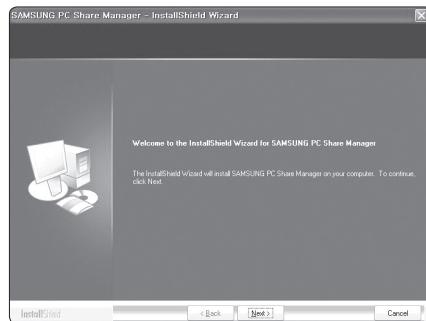 SAMSUNG PC Share Manager - InstallShield Wizard
Welcome to the InstallShield Wizard for SAMSUNG PC Share Manager
The InstallShield Wizard will install SAMSUNG PC Share Manager on your computer. To continue,
click Next.
InstallShield
< Back
Next >
Cancel